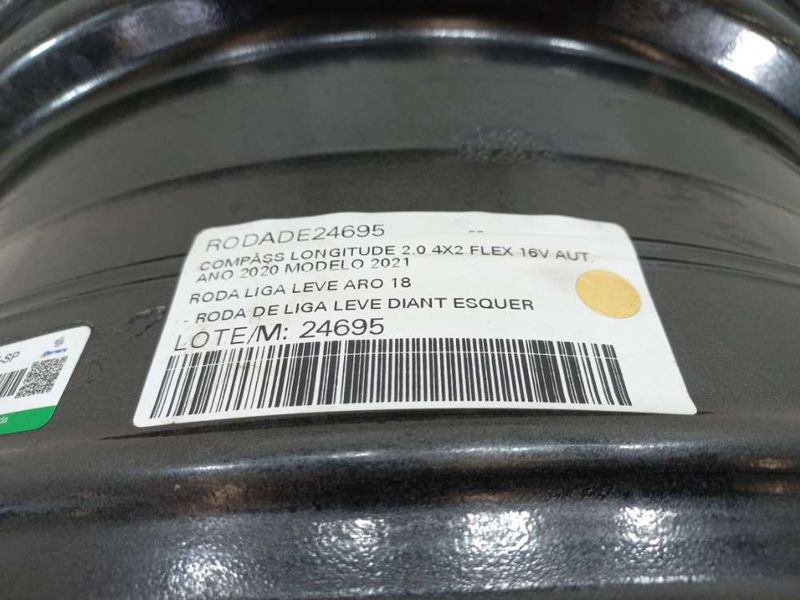 RODADE24695 --
COMPASS LONGITUDE 2.0 4X2 FLEX 16V AUT.
ANO 2020 MODELO 2021
RODA LIGA LEVE ARO 18
- RODA DE LIGA LEVE DIANT ESQUER
LOTE/M: 24695
-SP